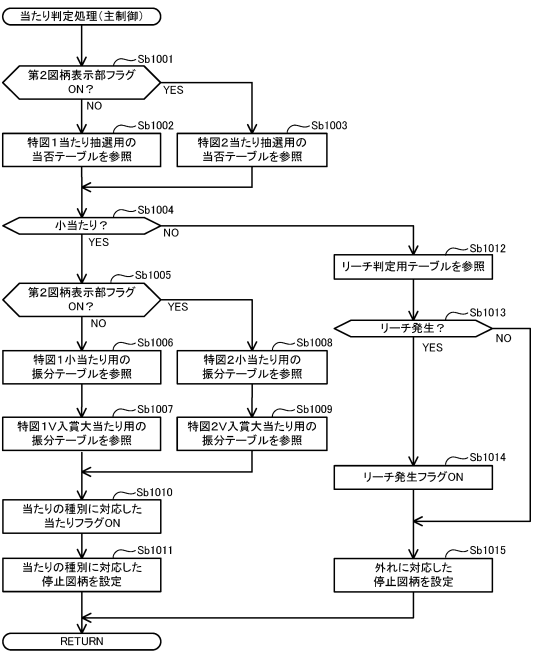 当たり判定処理(主制御)
Sb1001
第2図柄表示部フラグ
ON?
YES
NO
Sb1002
特図1当たり抽選用の
当否テーブルを参照
Sb1003
特図2当たり抽選用の
当否テーブルを参照
Sb1004
小当たり?
NO
YES
Sb1005
第2図柄表示部フラグ
ON?
YES
NO
Sb1006
特図1小当たり用の
振分テーブルを参照
Sb1008
特図2小当たり用の
振分テーブルを参照
Sb1007
特図1V入賞大当たり用の
振分テーブルを参照
Sb1009
特図2V入賞大当たり用の
振分テーブルを参照
Sb1010
当たりの種別に対応した
当たりフラグON
Sb1011
当たりの種別に対応した
停止図柄を設定
Sb1012
リーチ判定用テーブルを参照
Sb1013
リーチ発生?
NO
YES
Sb1014
リーチ発生フラグON
Sb1015
外れに対応した
停止図柄を設定
RETURN